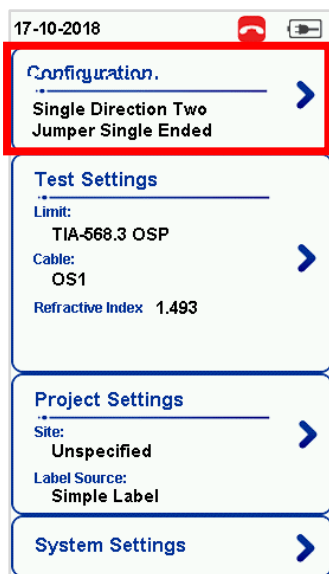 17-10-2018
Configuration.
Single Direction Two
Jumper Single Ended
Test Settings
Limit:
TIA-568.3 OSP
Cable:
OS1
Refractive Index 1.493
Project Settings
Site:
Unspecified
Label Source:
Simple Label
System Settings